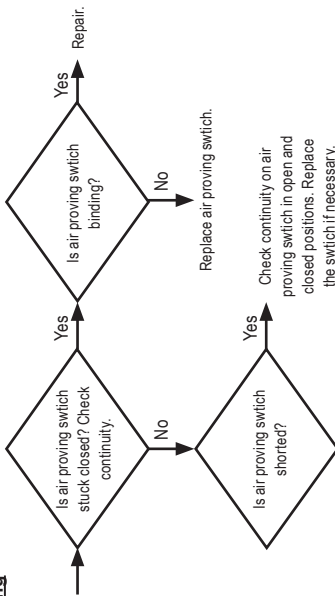 Is air proving swtich
stuck closed? Check
continuity.
Yes
Is air proving swtich
binding?
Yes
Repair.
No
Replace air proving swtich.
No
Is air proving swtich
shorted?
Yes
Check continuity on air
proving swtich in open and
closed positions. Replace
the swtich if necessary.